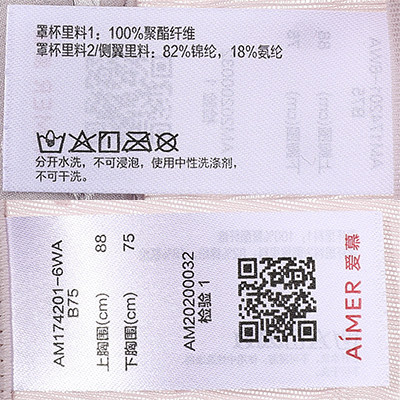 罩杯里料1：100%聚酯纤维
罩杯里料2/侧翼里料：82%锦纶，18%氨纶
分开水洗，不可浸泡，使用中性洗涤剂，
不可干洗。
AM174201-6WA
B75
上胸围(cm) 88
下胸围(cm) 75
AM20200032
检验 1
AiMER 爱慕